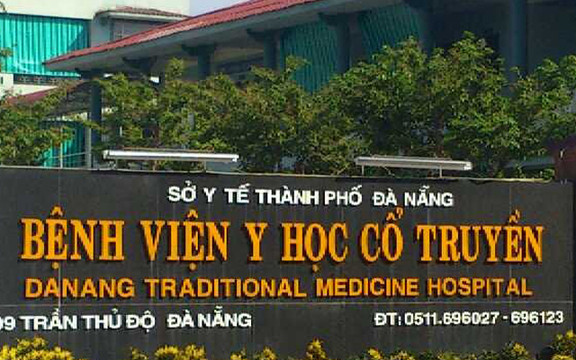 SỞ Y TẾ THÀNH PHỐ ĐÀ NẴNG
BỆNH VIỆN Y HỌC CỔ TRUYỀN
DANANG TRADITIONAL MEDICINE HOSPITAL
09 TRẦN THỦ ĐỘ ĐÀ NẴNG ĐT: 0511.696027 - 696123